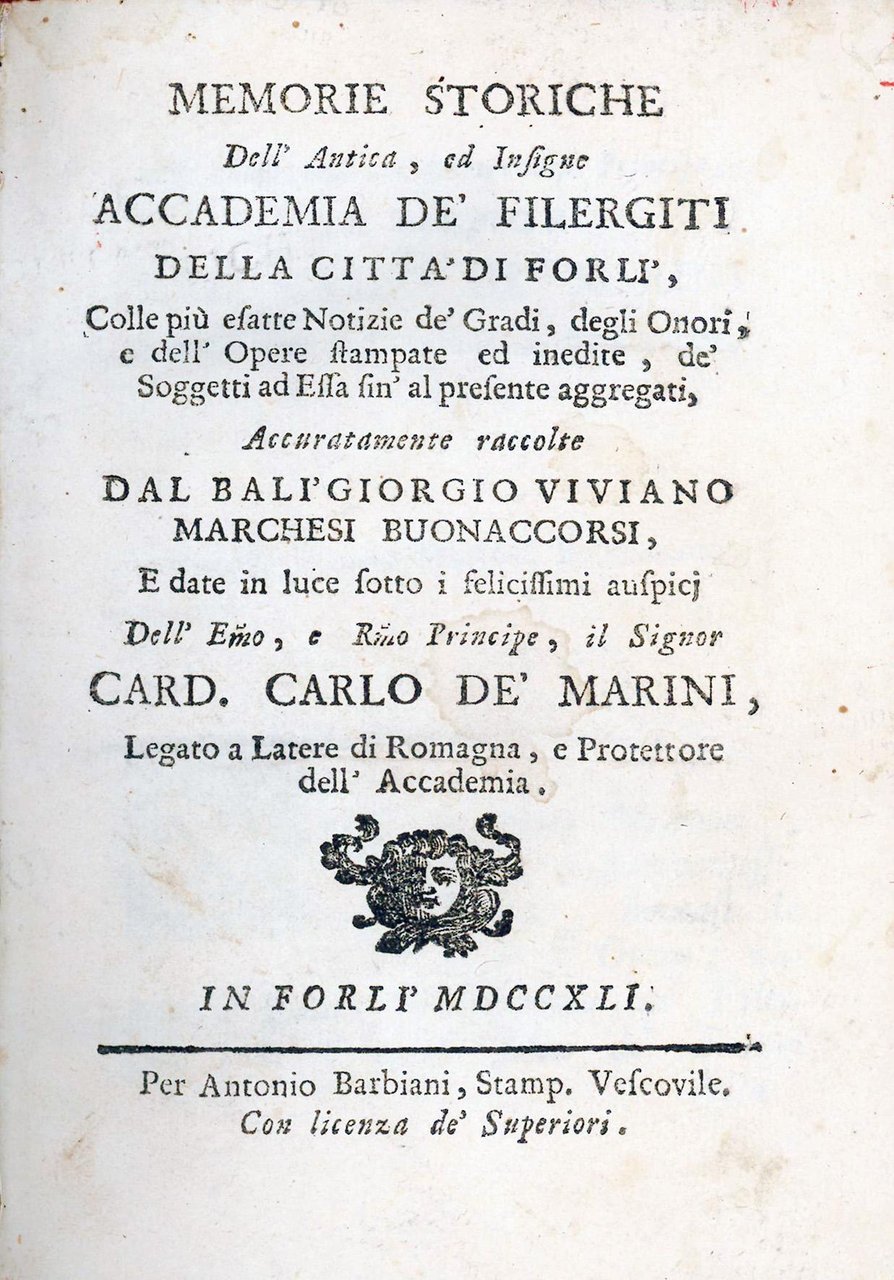 MEMORIE STORICHE
Dell' Antica, ed Inſigne
ACCADEMIA DE' FILERGITI
DELLA CITTA' DI FORLI',
Colle più eſatte Notizie de' Gradi, degli Onori,
e dell' Opere ſtampate ed inedite, de'
Soggetti ad Eſſa ſin' al preſente aggregati,
Accuratamente raccolte
DAL BALI' GIORGIO VIVIANO
MARCHESI BUONACCORSI,
E date in luce ſotto i feliciſſimi auſpicj
Dell' Em̃o, e Rm̃o Principe, il Signor
CARD. CARLO DE' MARINI,
Legato a Latere di Romagna, e Protettore
dell' Accademia.
IN FORLI' MDCCXLI.
Per Antonio Barbiani, Stamp. Veſcovile.
Con licenza de' Superiori.